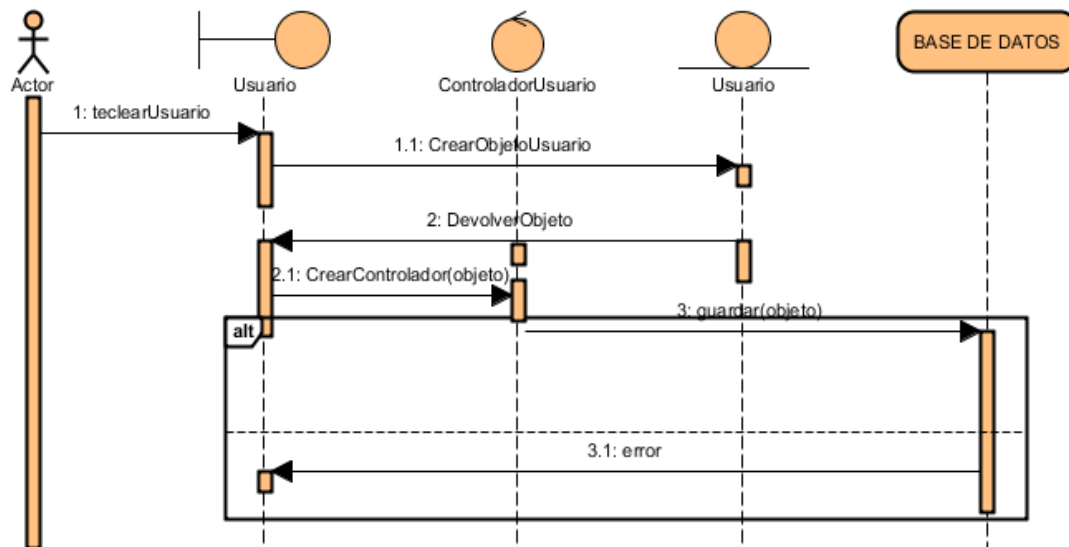 BASE DE DATOS
Actor
Usuario
ControladorUsuario
Usuario
1: teclearUsuario
1.1: CrearObjetoUsuario
2: DevolverObjeto
2.1: CrearControlador(objeto)
3: guardar(objeto)
alt
3.1: error